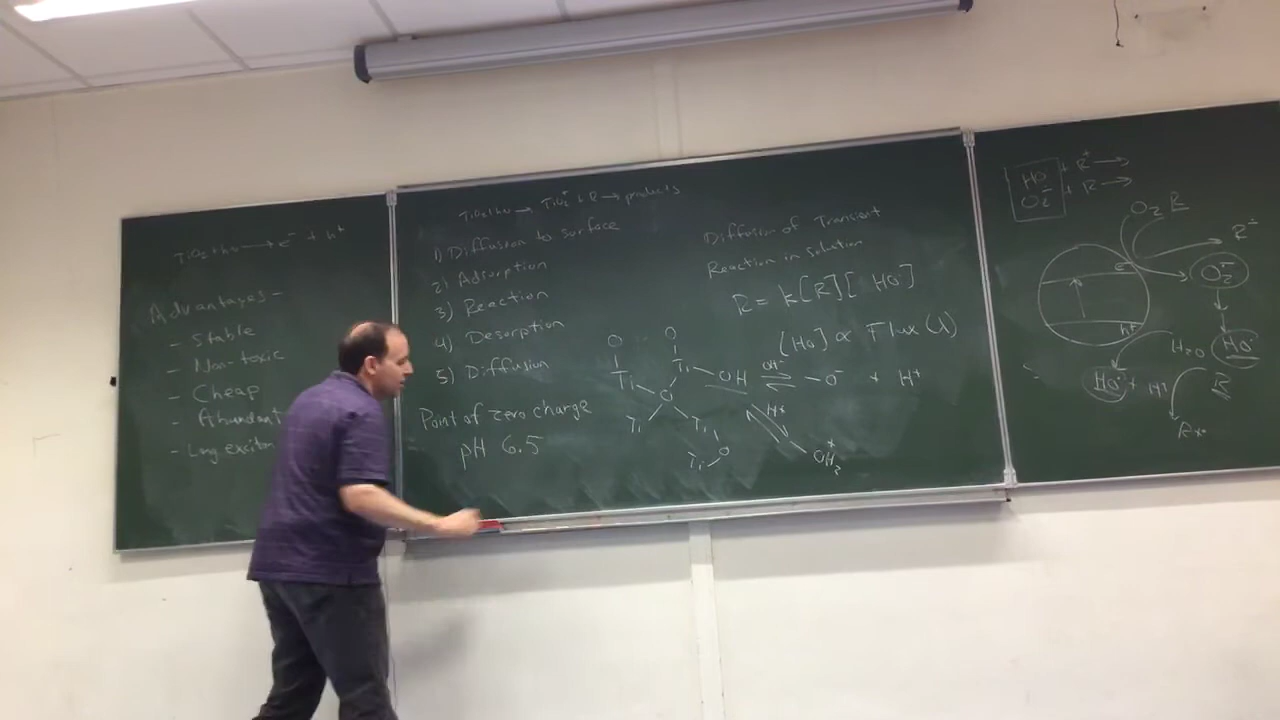 TiO2+hν → e- + h+
Advantages -
- Stable
- Non-toxic
- Cheap
- Abundant
- Long exciton
TiO2+hν → TiO2* + R → products
1) Diffusion to surface
2) Adsorption
3) Reaction
4) Desorption
5) Diffusion
Point of zero charge
pH 6.5
Diffusion of Transient
Reaction in solution
R = k[R][HO·]
[HO·] ∝ Flux (λ)
O O
Ti Ti-OH ⇌ -O- + H+
OH-
O
Ti Ti
H+
Ti O
OH2+
HO· + R →
O2·- + R →
O2 R
R·+
e-
O2·-
h+
H2O
HO·
HO· + H+
R